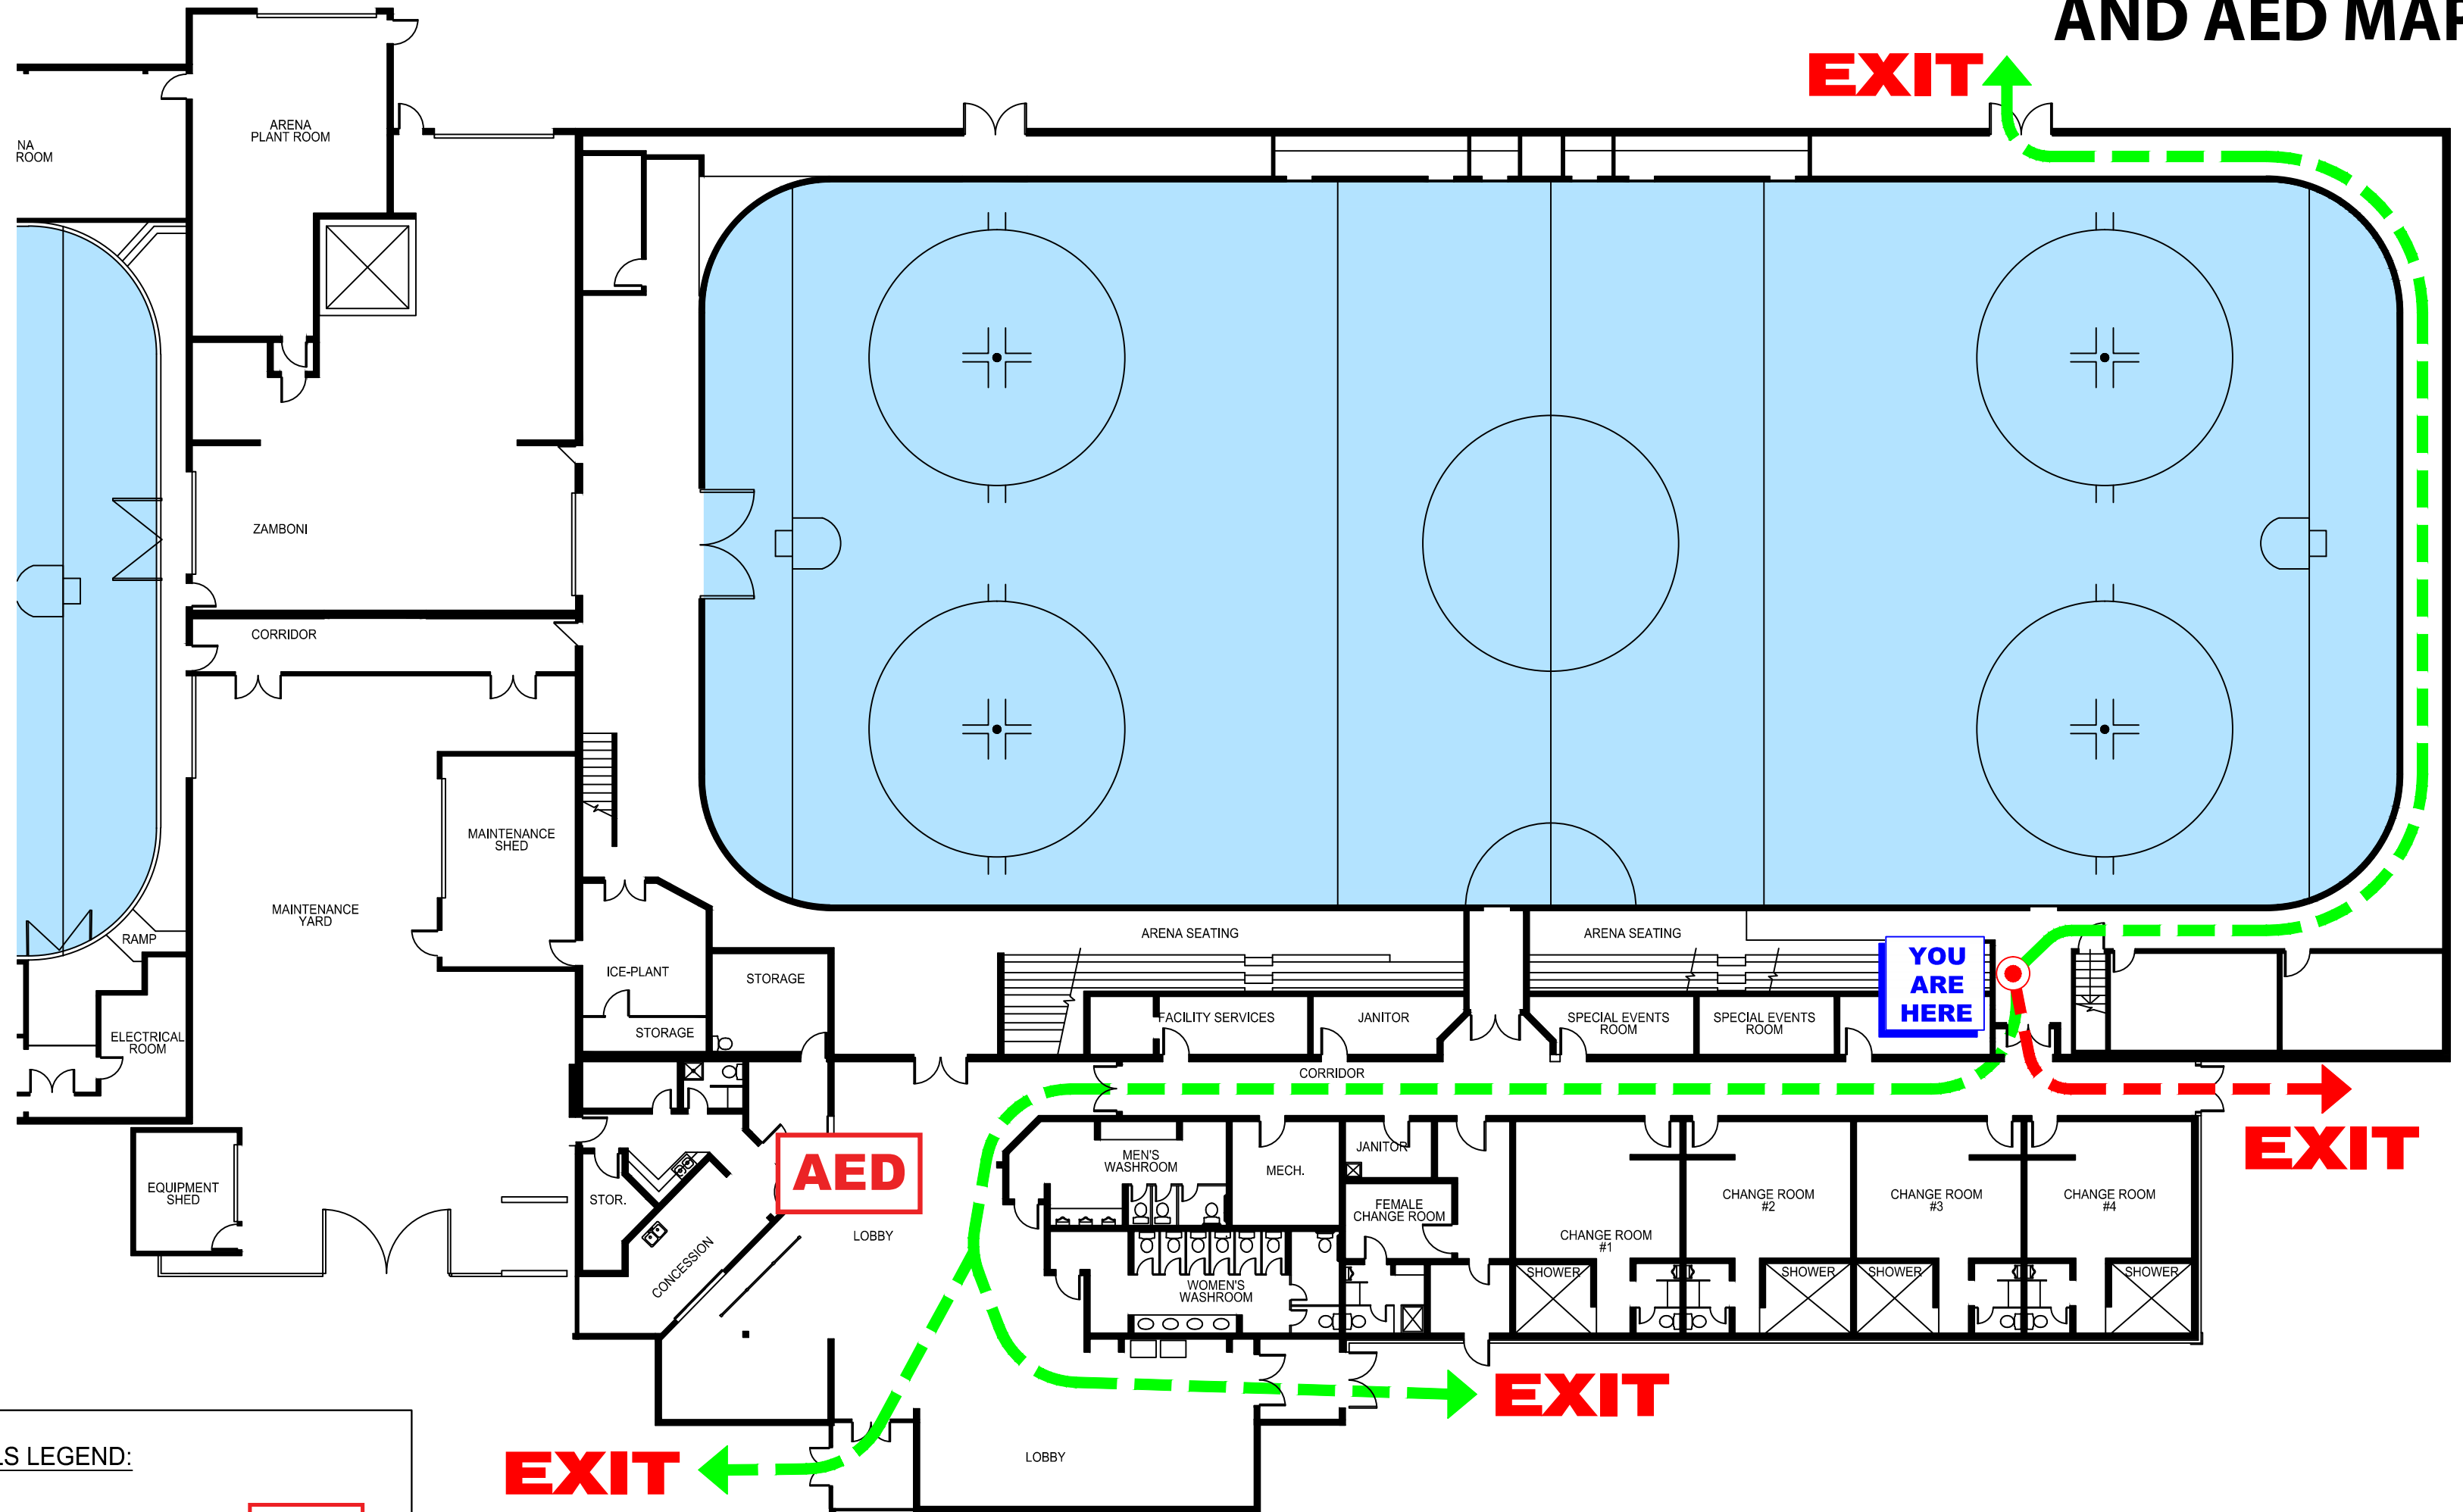 AND AED MAP
EXIT
ARENA
PLANT ROOM
NA
ROOM
ZAMBONI
CORRIDOR
MAINTENANCE
SHED
MAINTENANCE
YARD
RAMP
ELECTRICAL
ROOM
ICE-PLANT
STORAGE
STORAGE
ARENA SEATING
ARENA SEATING
YOU
ARE
HERE
FACILITY SERVICES
JANITOR
SPECIAL EVENTS
ROOM
SPECIAL EVENTS
ROOM
CORRIDOR
EXIT
EQUIPMENT
SHED
STOR.
CONCESSION
AED
LOBBY
MEN'S
WASHROOM
MECH.
JANITOR
FEMALE
CHANGE ROOM
WOMEN'S
WASHROOM
CHANGE ROOM
#1
CHANGE ROOM
#2
CHANGE ROOM
#3
CHANGE ROOM
#4
SHOWER
SHOWER
SHOWER
SHOWER
EXIT
EXIT
LOBBY
LS LEGEND: